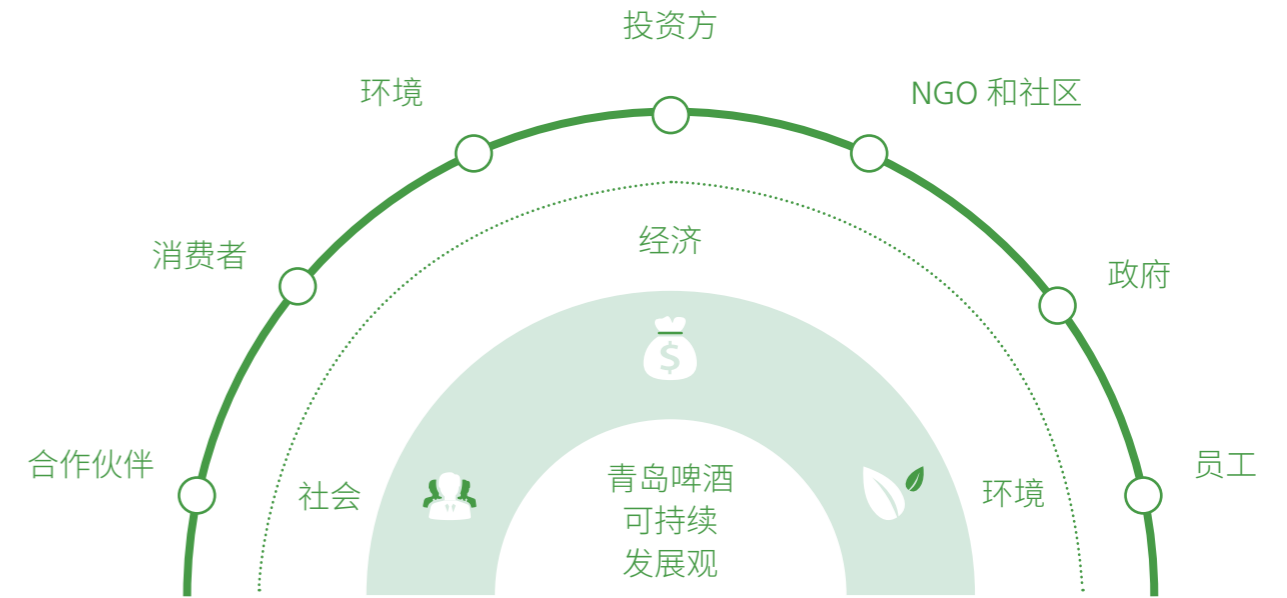 投资方
环境
NGO 和社区
消费者
经济
政府
合作伙伴
社会
青岛啤酒
可持续
发展观
环境
员工